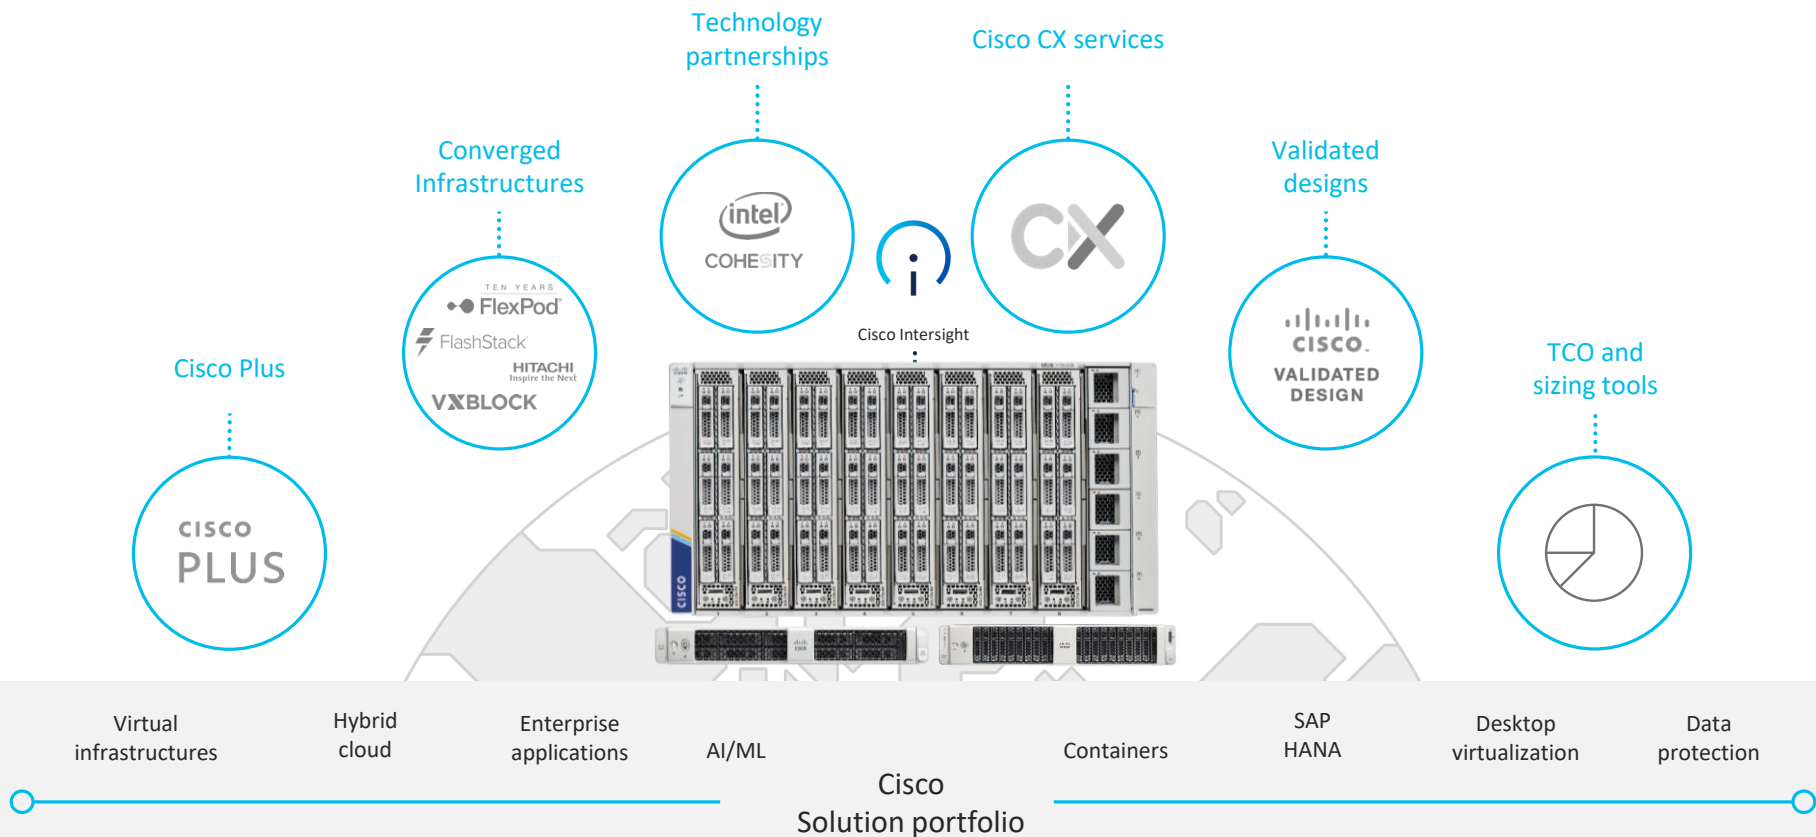 Technology
partnerships
Cisco CX services
Converged
Infrastructures
Validated
designs
intel
COHESITY
CX
TEN YEARS
FlexPod
FlashStack
HITACHI
Inspire the Next
VXBLOCK
i
Cisco Intersight
CISCO
VALIDATED
DESIGN
Cisco Plus
TCO and
sizing tools
CISCO
PLUS
CISCO
Virtual
infrastructures
Hybrid
cloud
Enterprise
applications
AI/ML
Containers
SAP
HANA
Desktop
virtualization
Data
protection
Cisco
Solution portfolio